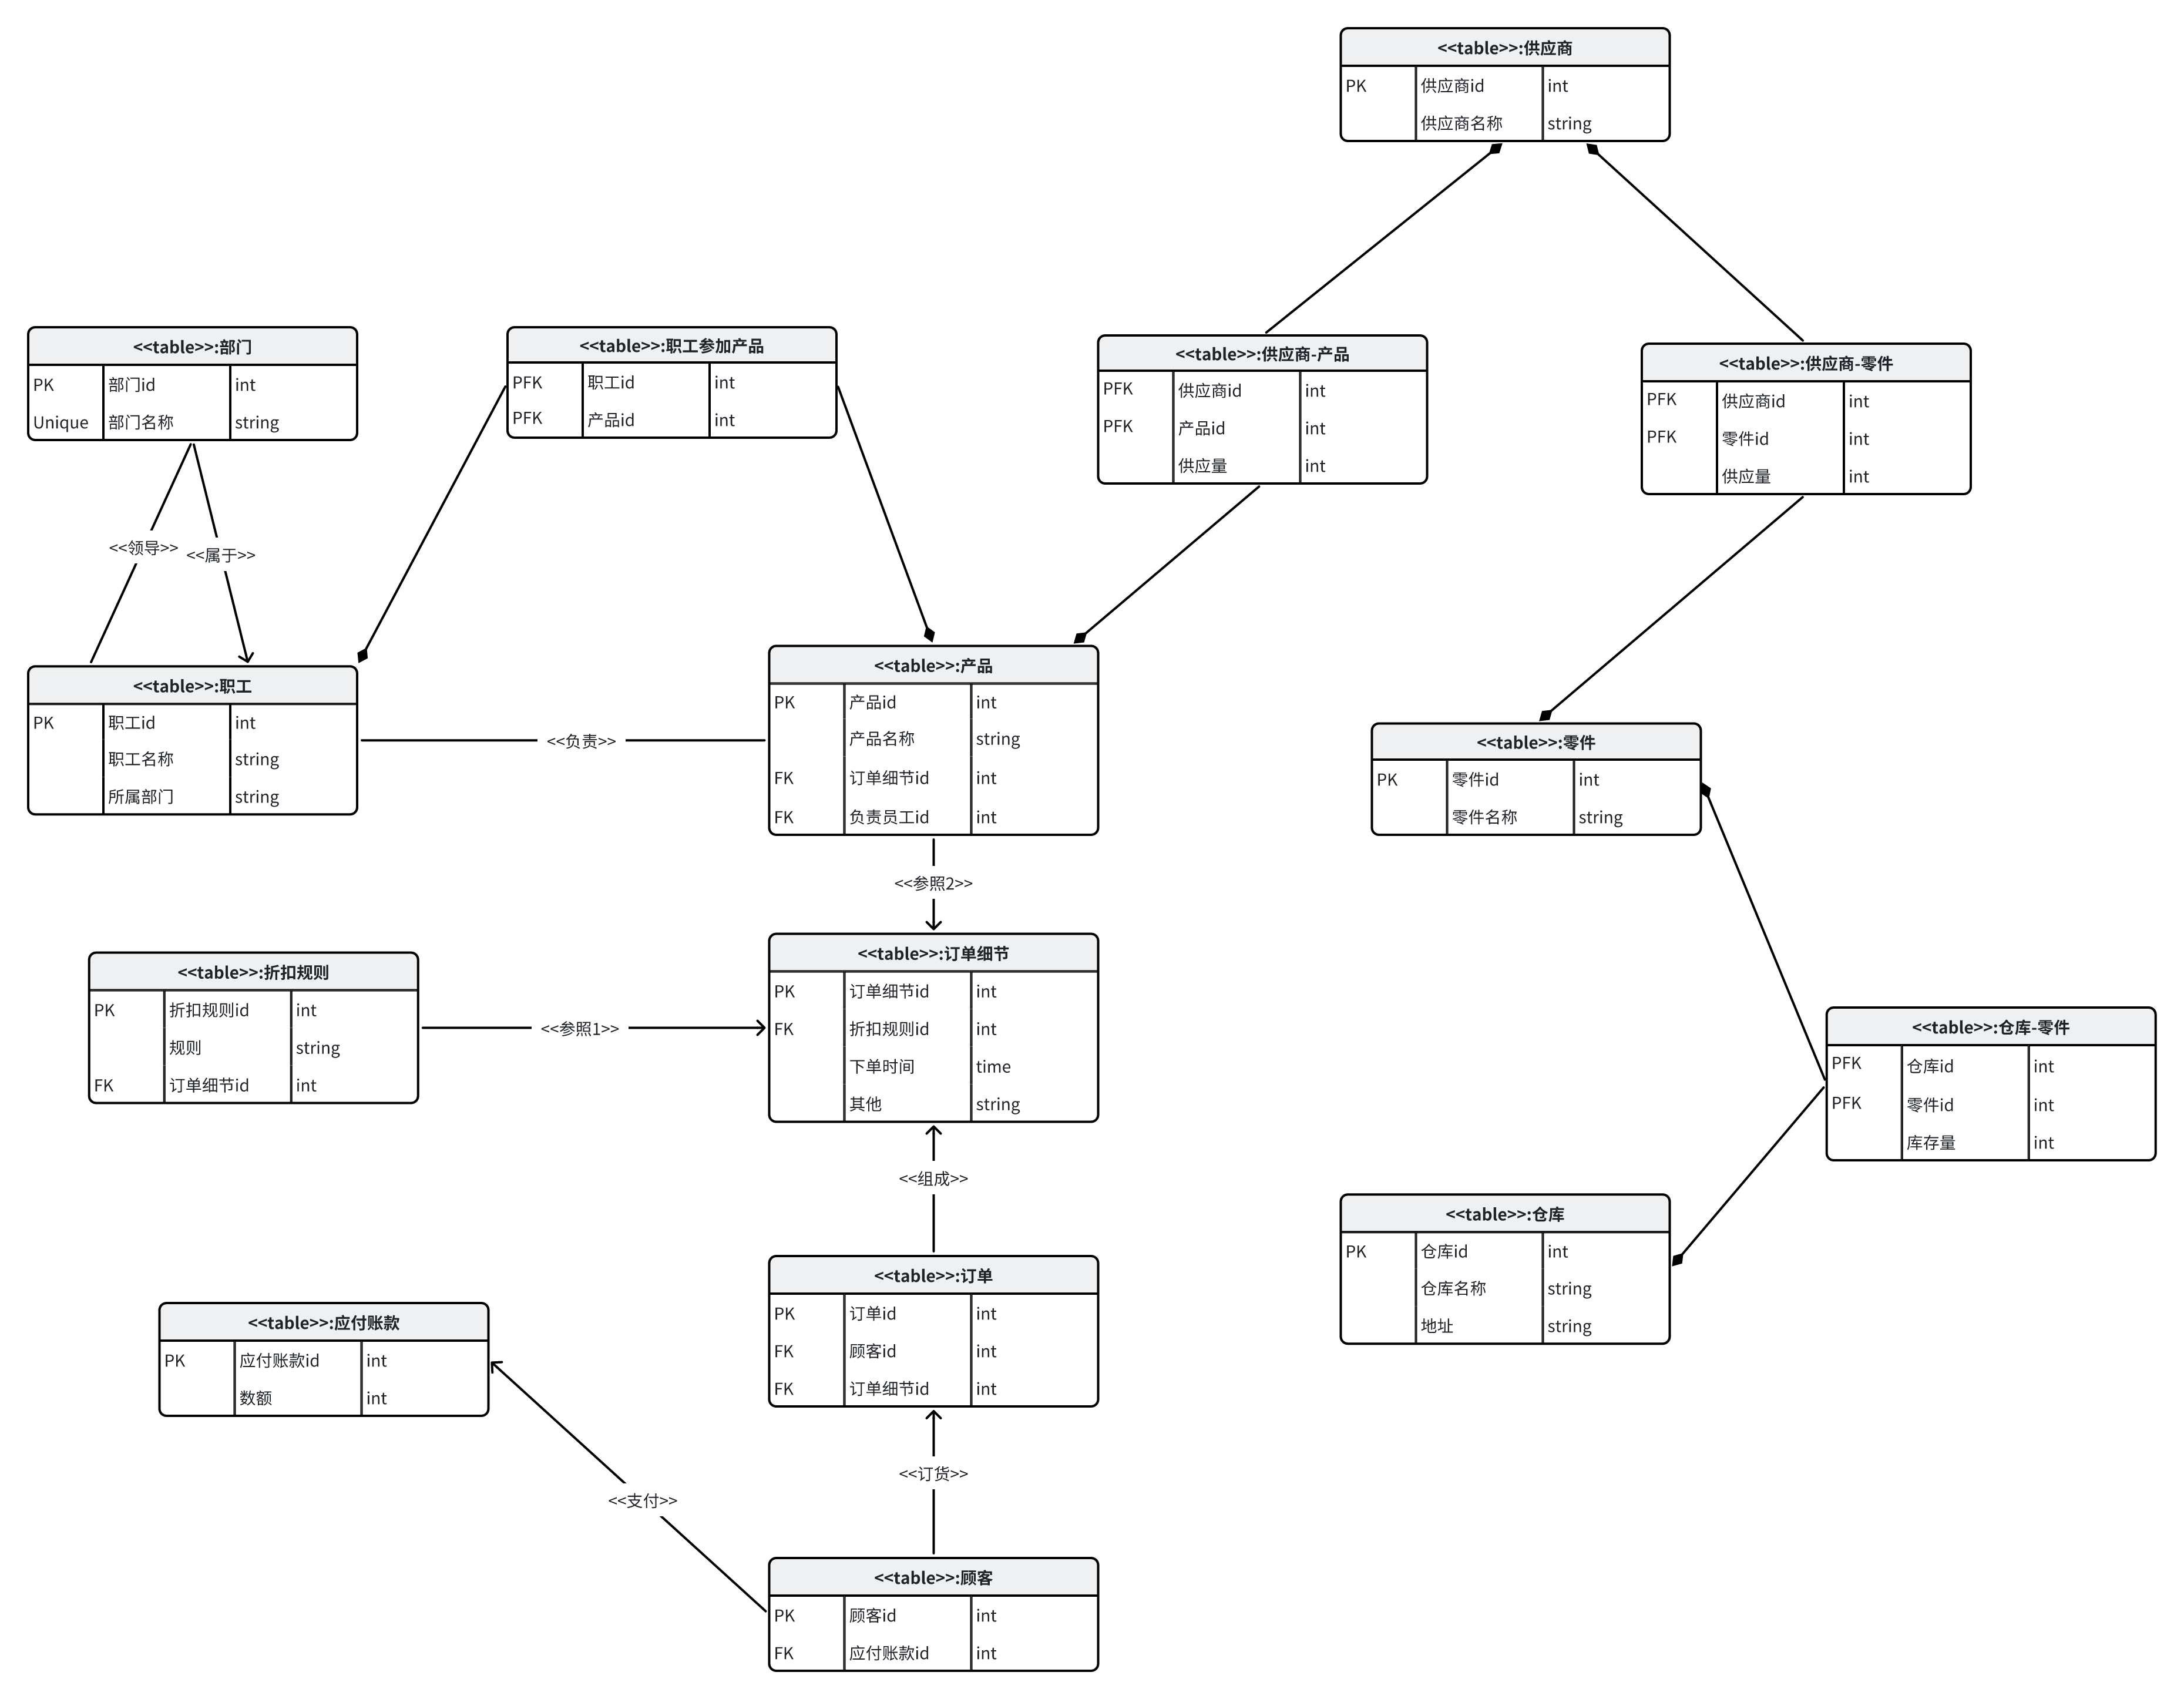 <<table>>:供应商
PK 供应商id int
供应商名称 string
<<table>>:部门
PK 部门id int
Unique 部门名称 string
<<table>>:职工参加产品
PFK 职工id int
PFK 产品id int
<<table>>:供应商-产品
PFK 供应商id int
PFK 产品id int
供应量 int
<<table>>:供应商-零件
PFK 供应商id int
PFK 零件id int
供应量 int
<<领导>>
<<属于>>
<<table>>:职工
PK 职工id int
职工名称 string
所属部门 string
<<负责>>
<<table>>:产品
PK 产品id int
产品名称 string
FK 订单细节id int
FK 负责员工id int
<<table>>:零件
PK 零件id int
零件名称 string
<<参照2>>
<<table>>:折扣规则
PK 折扣规则id int
规则 string
FK 订单细节id int
<<参照1>>
<<table>>:订单细节
PK 订单细节id int
FK 折扣规则id int
下单时间 time
其他 string
<<table>>:仓库-零件
PFK 仓库id int
PFK 零件id int
库存量 int
<<组成>>
<<table>>:仓库
PK 仓库id int
仓库名称 string
地址 string
<<table>>:应付账款
PK 应付账款id int
数额 int
<<table>>:订单
PK 订单id int
FK 顾客id int
FK 订单细节id int
<<订货>>
<<支付>>
<<table>>:顾客
PK 顾客id int
FK 应付账款id int